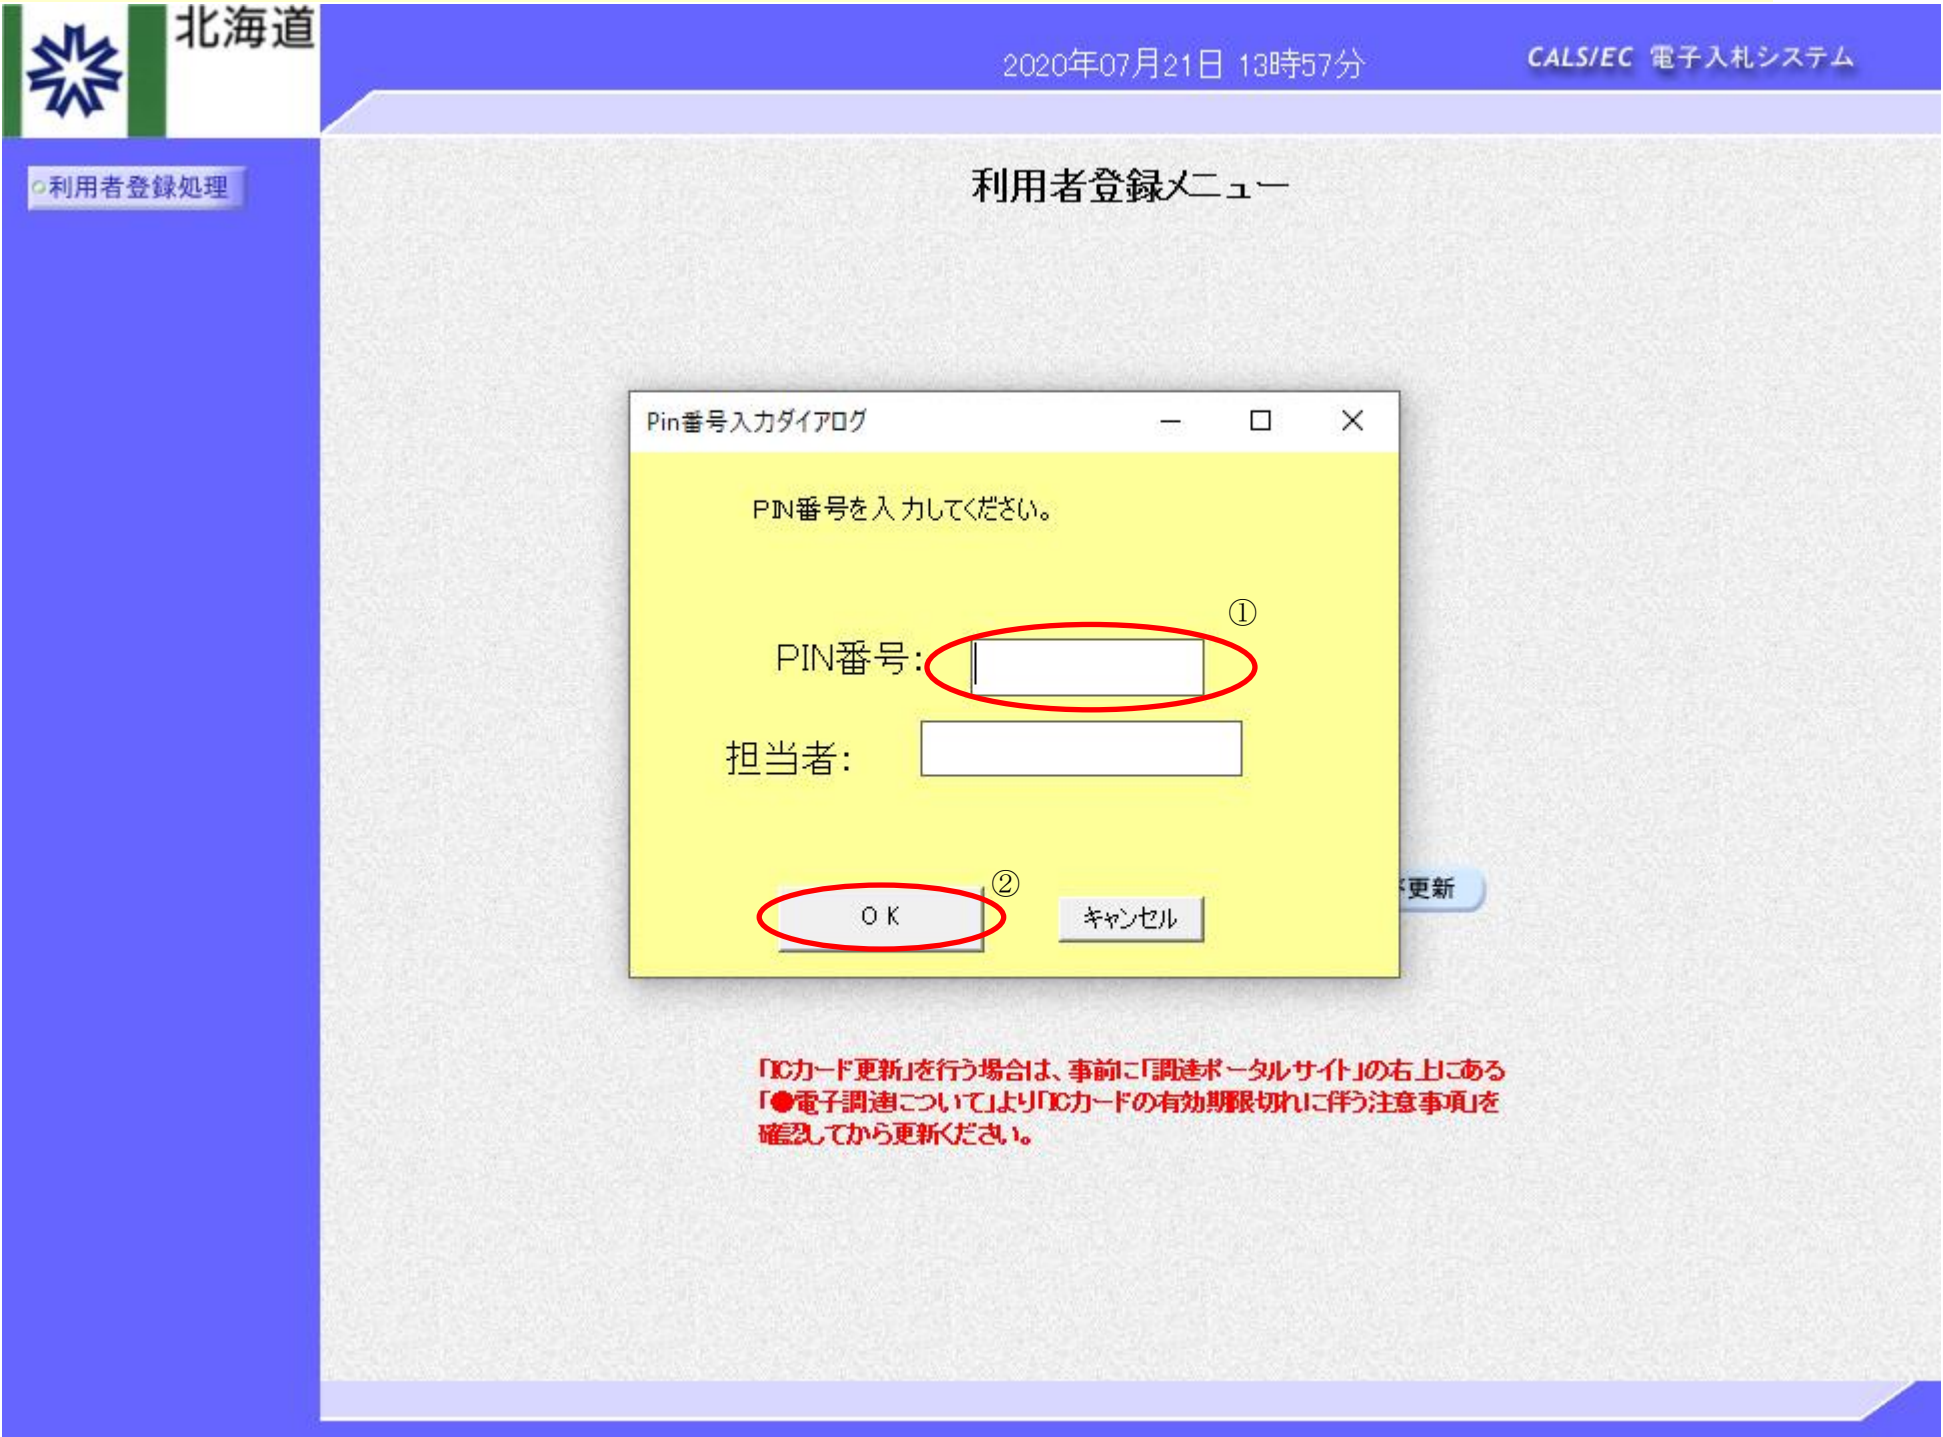 北海道
2020年07月21日 13時57分
CALS/EC 電子入札システム
利用者登録処理
利用者登録メニュー
Pin番号入力ダイアログ
PIN番号を入力してください。
①
PIN番号:
担当者:
②
OK
キャンセル
更新
「ICカード更新」を行う場合は、事前に「調達ポータルサイト」の右上にある
「●電子調達について」より「ICカードの有効期限切れに伴う注意事項」を
確認してから更新ください。